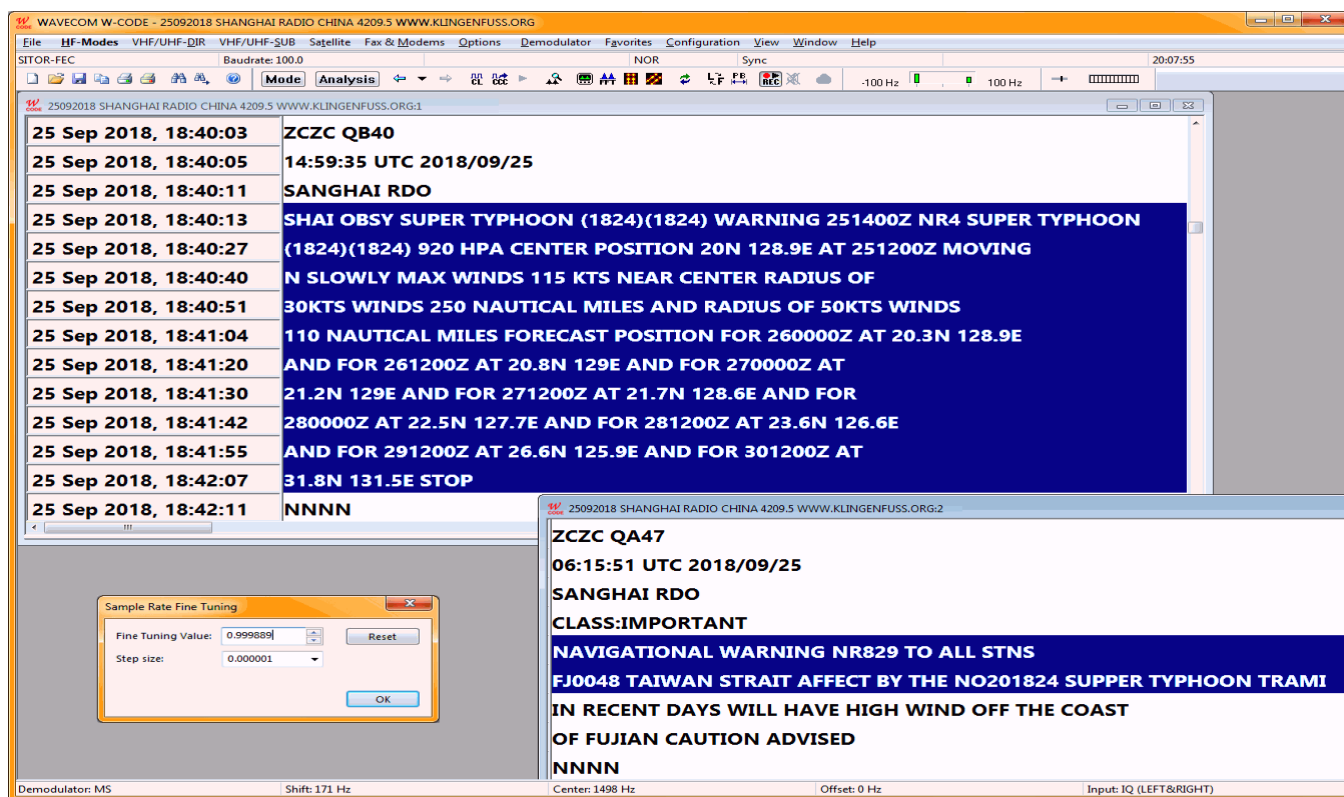 WAVECOM W-CODE - 25092018 SHANGHAI RADIO CHINA 4209.5 WWW.KLINGENFUSS.ORG
File HF-Modes VHF/UHF-DIR VHF/UHF-SUB Satellite Fax & Modems Options Demodulator Favorites Configuration View Window Help
SITOR-FEC Baudrate: 100.0 NOR Sync 20:07:55
Mode Analysis REC -100 Hz 100 Hz
25092018 SHANGHAI RADIO CHINA 4209.5 WWW.KLINGENFUSS.ORG:1
25 Sep 2018, 18:40:03 ZCZC QB40
25 Sep 2018, 18:40:05 14:59:35 UTC 2018/09/25
25 Sep 2018, 18:40:11 SANGHAI RDO
25 Sep 2018, 18:40:13 SHAI OBSY SUPER TYPHOON (1824)(1824) WARNING 251400Z NR4 SUPER TYPHOON
25 Sep 2018, 18:40:27 (1824)(1824) 920 HPA CENTER POSITION 20N 128.9E AT 251200Z MOVING
25 Sep 2018, 18:40:40 N SLOWLY MAX WINDS 115 KTS NEAR CENTER RADIUS OF
25 Sep 2018, 18:40:51 30KTS WINDS 250 NAUTICAL MILES AND RADIUS OF 50KTS WINDS
25 Sep 2018, 18:41:04 110 NAUTICAL MILES FORECAST POSITION FOR 260000Z AT 20.3N 128.9E
25 Sep 2018, 18:41:20 AND FOR 261200Z AT 20.8N 129E AND FOR 270000Z AT
25 Sep 2018, 18:41:30 21.2N 129E AND FOR 271200Z AT 21.7N 128.6E AND FOR
25 Sep 2018, 18:41:42 280000Z AT 22.5N 127.7E AND FOR 281200Z AT 23.6N 126.6E
25 Sep 2018, 18:41:55 AND FOR 291200Z AT 26.6N 125.9E AND FOR 301200Z AT
25 Sep 2018, 18:42:07 31.8N 131.5E STOP
25 Sep 2018, 18:42:11 NNNN
25092018 SHANGHAI RADIO CHINA 4209.5 WWW.KLINGENFUSS.ORG:2
ZCZC QA47
06:15:51 UTC 2018/09/25
SANGHAI RDO
CLASS:IMPORTANT
NAVIGATIONAL WARNING NR829 TO ALL STNS
FJ0048 TAIWAN STRAIT AFFECT BY THE NO201824 SUPPER TYPHOON TRAMI
IN RECENT DAYS WILL HAVE HIGH WIND OFF THE COAST
OF FUJIAN CAUTION ADVISED
NNNN
Sample Rate Fine Tuning
Fine Tuning Value: 0.999889 Reset
Step size: 0.000001
OK
Demodulator: MS Shift: 171 Hz Center: 1498 Hz Offset: 0 Hz Input: IQ (LEFT&RIGHT)